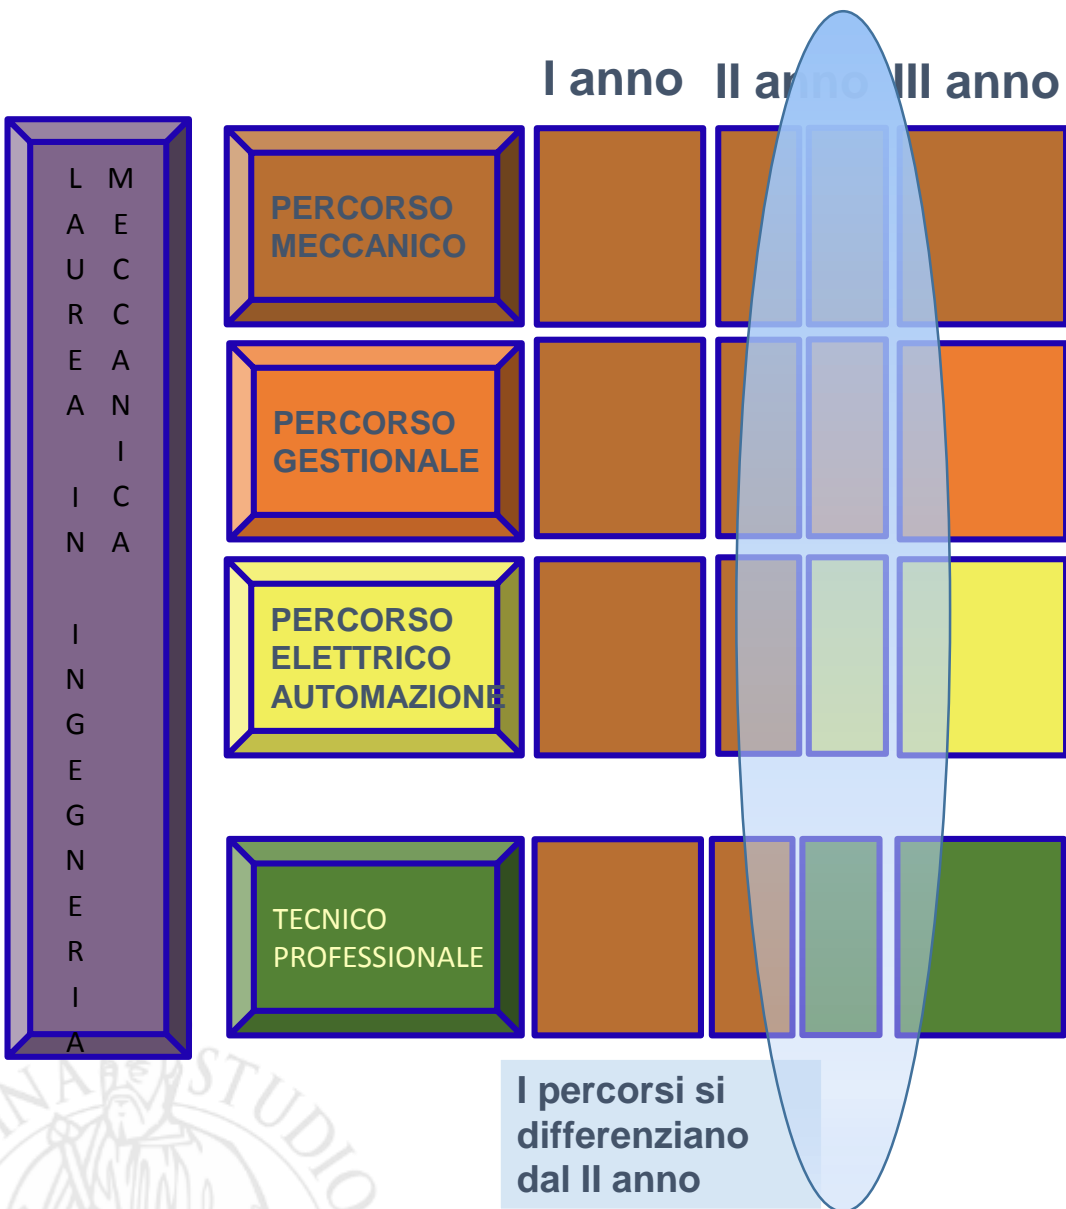 I anno II anno III anno
LAUREA IN INGEGNERIA
MECCANICA
PERCORSO
MECCANICO
PERCORSO
GESTIONALE
PERCORSO
ELETTRICO
AUTOMAZIONE
TECNICO
PROFESSIONALE
I percorsi si
differenziano
dal II anno
STUDIO